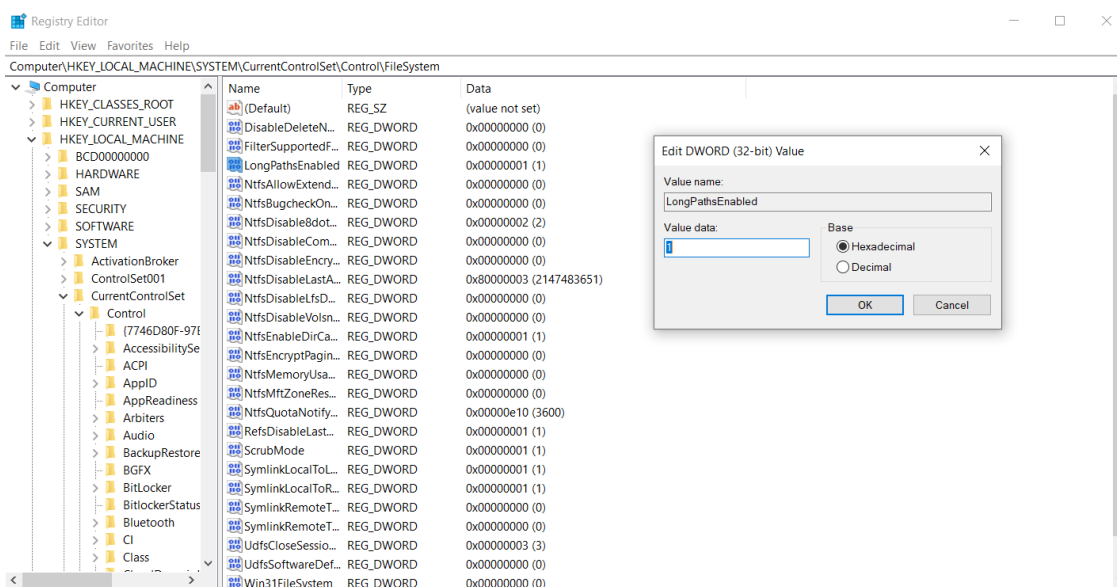 Registry Editor
File Edit View Favorites Help
Computer\HKEY_LOCAL_MACHINE\SYSTEM\CurrentControlSet\Control\FileSystem
Computer
HKEY_CLASSES_ROOT
HKEY_CURRENT_USER
HKEY_LOCAL_MACHINE
BCD00000000
HARDWARE
SAM
SECURITY
SOFTWARE
SYSTEM
ActivationBroker
ControlSet001
CurrentControlSet
Control
{7746D80F-97E
AccessibilitySe
ACPI
AppID
AppReadiness
Arbiters
Audio
BackupRestore
BGFX
BitLocker
BitlockerStatus
Bluetooth
CI
Class
Name Type Data
(Default) REG_SZ (value not set)
DisableDeleteN... REG_DWORD 0x00000000 (0)
FilterSupportedF... REG_DWORD 0x00000000 (0)
LongPathsEnabled REG_DWORD 0x00000001 (1)
NtfsAllowExtend... REG_DWORD 0x00000000 (0)
NtfsBugcheckOn... REG_DWORD 0x00000000 (0)
NtfsDisable8dot... REG_DWORD 0x00000002 (2)
NtfsDisableCom... REG_DWORD 0x00000000 (0)
NtfsDisableEncry... REG_DWORD 0x00000000 (0)
NtfsDisableLastA... REG_DWORD 0x80000003 (2147483651)
NtfsDisableLfsD... REG_DWORD 0x00000000 (0)
NtfsDisableVolsn... REG_DWORD 0x00000000 (0)
NtfsEnableDirCa... REG_DWORD 0x00000001 (1)
NtfsEncryptPagin... REG_DWORD 0x00000000 (0)
NtfsMemoryUsa... REG_DWORD 0x00000000 (0)
NtfsMftZoneRes... REG_DWORD 0x00000000 (0)
NtfsQuotaNotify... REG_DWORD 0x00000e10 (3600)
RefsDisableLast... REG_DWORD 0x00000001 (1)
ScrubMode REG_DWORD 0x00000001 (1)
SymlinkLocalToL... REG_DWORD 0x00000001 (1)
SymlinkLocalToR... REG_DWORD 0x00000001 (1)
SymlinkRemoteT... REG_DWORD 0x00000000 (0)
SymlinkRemoteT... REG_DWORD 0x00000000 (0)
UdfsCloseSessio... REG_DWORD 0x00000003 (3)
UdfsSoftwareDef... REG_DWORD 0x00000000 (0)
Win31FileSystem REG_DWORD 0x00000000 (0)
Edit DWORD (32-bit) Value
Value name:
LongPathsEnabled
Value data:
1
Base
Hexadecimal
Decimal
OK Cancel